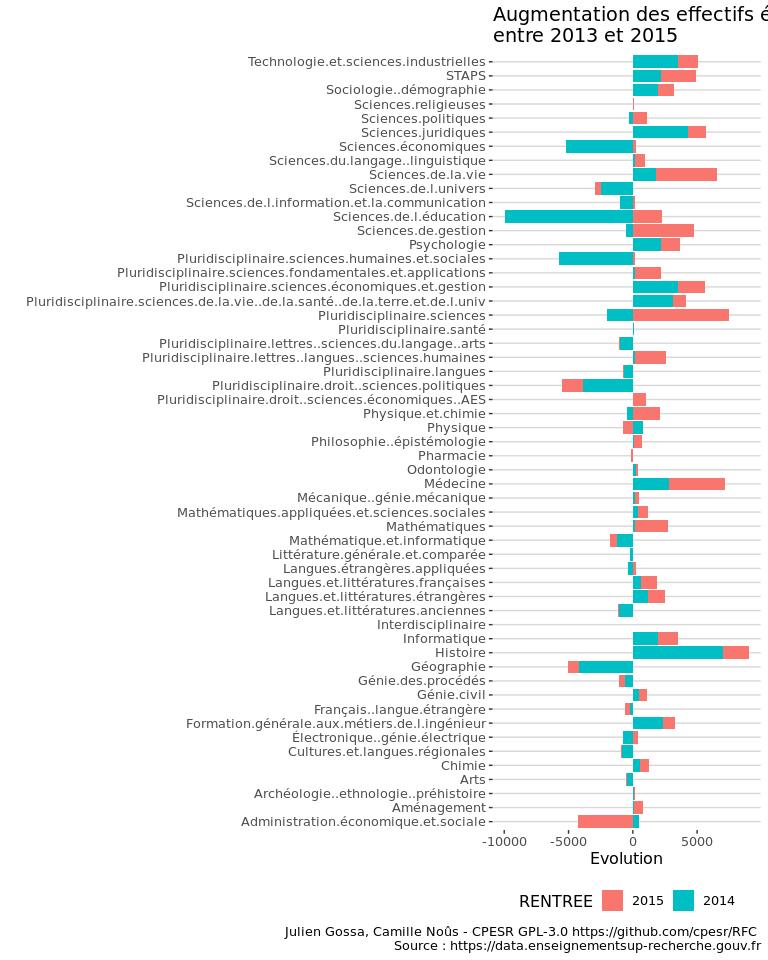 Augmentation des effectifs é
entre 2013 et 2015
Technologie.et.sciences.industrielles
STAPS
Sociologie..démographie
Sciences.religieuses
Sciences.politiques
Sciences.juridiques
Sciences.économiques
Sciences.du.langage..linguistique
Sciences.de.la.vie
Sciences.de.l.univers
Sciences.de.l.information.et.la.communication
Sciences.de.l.éducation
Sciences.de.gestion
Psychologie
Pluridisciplinaire.sciences.humaines.et.sociales
Pluridisciplinaire.sciences.fondamentales.et.applications
Pluridisciplinaire.sciences.économiques.et.gestion
Pluridisciplinaire.sciences.de.la.vie..de.la.santé..de.la.terre.et.de.l.univ
Pluridisciplinaire.sciences
Pluridisciplinaire.santé
Pluridisciplinaire.lettres..sciences.du.langage..arts
Pluridisciplinaire.lettres..langues..sciences.humaines
Pluridisciplinaire.langues
Pluridisciplinaire.droit..sciences.politiques
Pluridisciplinaire.droit..sciences.économiques..AES
Physique.et.chimie
Physique
Philosophie..épistémologie
Pharmacie
Odontologie
Médecine
Mécanique..génie.mécanique
Mathématiques.appliquées.et.sciences.sociales
Mathématiques
Mathématique.et.informatique
Littérature.générale.et.comparée
Langues.étrangères.appliquées
Langues.et.littératures.françaises
Langues.et.littératures.étrangères
Langues.et.littératures.anciennes
Interdisciplinaire
Informatique
Histoire
Géographie
Génie.des.procédés
Génie.civil
Français..langue.étrangère
Formation.générale.aux.métiers.de.l.ingénieur
Électronique..génie.électrique
Cultures.et.langues.régionales
Chimie
Arts
Archéologie..ethnologie..préhistoire
Aménagement
Administration.économique.et.sociale
-10000 -5000 0 5000
Evolution
RENTREE 2015 2014
Julien Gossa, Camille Noûs - CPESR GPL-3.0 https://github.com/cpesr/RFC
Source : https://data.enseignementsup-recherche.gouv.fr